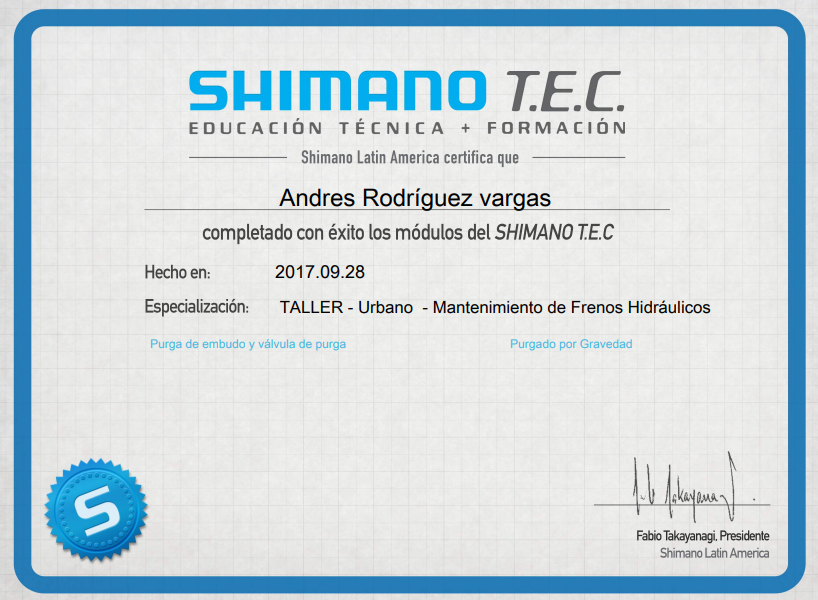 SHIMANO T.E.C.
EDUCACIÓN TÉCNICA + FORMACIÓN
Shimano Latin America certifica que
Andres Rodríguez vargas
completado con éxito los módulos del SHIMANO T.E.C
Hecho en: 2017.09.28
Especialización: TALLER - Urbano - Mantenimiento de Frenos Hidráulicos
Purga de embudo y válvula de purga Purgado por Gravedad
S
Fabio Takayanagi, Presidente
Shimano Latin America